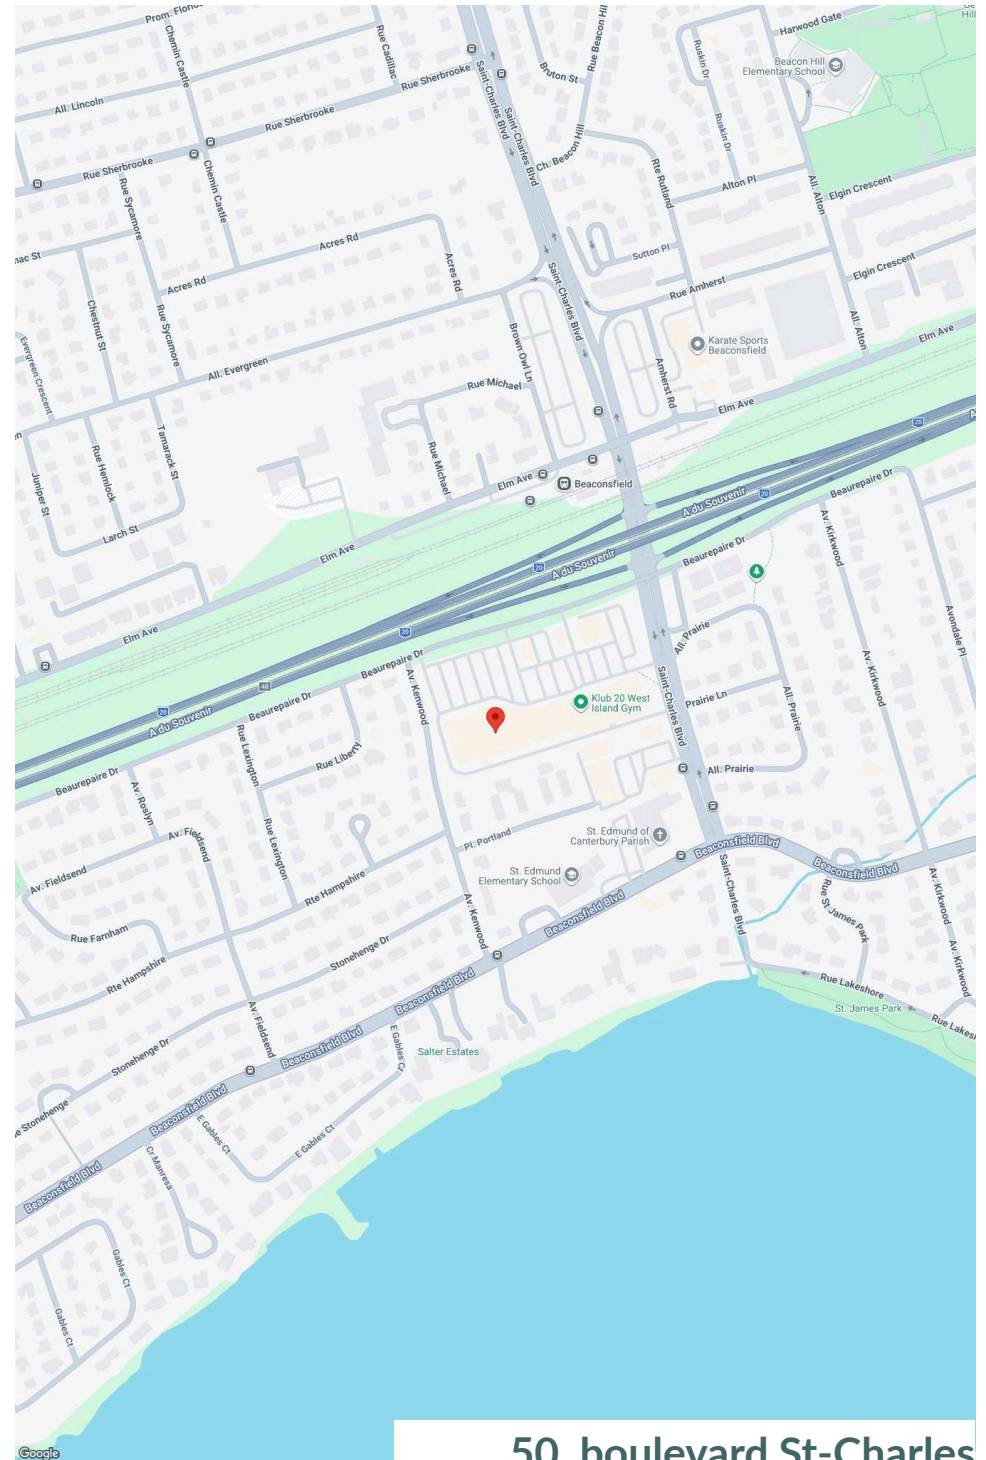 Prom. Florid
Chemin Castle
Rue Cadillac
Saint-Charles Blvd
Saint-Charles Blvd
Bruton St
Rue Beacon Hill
Ruskin Dr
Harwood Gate
Hill
Beacon Hill
Elementary School
All. Lincoln
Rue Sherbrooke
Rue Sherbrooke
Rue Sherbrooke
Ch. Beacon Hill
Ruskin Dr
Rue Sycamore
Chemin Castle
Rte Rutland
Alton Pl
All. Alton
Elgin Crescent
Acres Rd
Acres Rd
Acres Rd
Sutton Pl
Elgin Crescent
Saint-Charles Blvd
Rue Amherst
Chestnut St
Rue Sycamore
All. Alton
Elm Ave
Evergreen Crescent
All. Evergreen
Brown Owl Ln
Karate Sports
Beaconsfield
Rue Michael
Amherst Rd
Elm Ave
Juniper St
Rue Hemlock
Tamarack St
Rue Michael
Elm Ave
Beaconsfield
20
Beaurepaire Dr
A du Souvenir
20
Larch St
Elm Ave
A du Souvenir
20
Beaurepaire Dr
Av. Kirkwood
Avondale Pl
Elm Ave
20
Beaurepaire Dr
All. Prairie
Av. Kirkwood
Beaurepaire Dr
Av. Kenwood
Saint-Charles Blvd
Klub 20 West
Island Gym
Prairie Ln
All. Prairie
20
A du Souvenir
Rue Lexington
Rue Liberty
All. Prairie
Beaurepaire Dr
Av. Roslyn
Av. Fieldsend
Rue Lexington
Pl. Portland
St. Edmund of
Canterbury Parish
Beaconsfield Blvd
Beaconsfield Blvd
Av. Fieldsend
Rte Hampshire
St. Edmund
Elementary School
Saint-Charles Blvd
Rue St James Park
Av. Kirkwood
Av. Kenwood
Beaconsfield Blvd
Rue Farnham
Stonehenge Dr
Av. Kirkwood
Rte Hampshire
Beaconsfield Blvd
Rue Lakeshore
St. James Park
Rue Lakes
Av. Fieldsend
Beaconsfield Blvd
E Gables Ct
Salter Estates
Stonehenge Dr
Stonehenge
Beaconsfield Blvd
E Gables Ct
E Gables Ct
Cr Manresa
Beaconsfield Blvd
Gables Ct
Gables Ct
Google
50, boulevard St-Charles